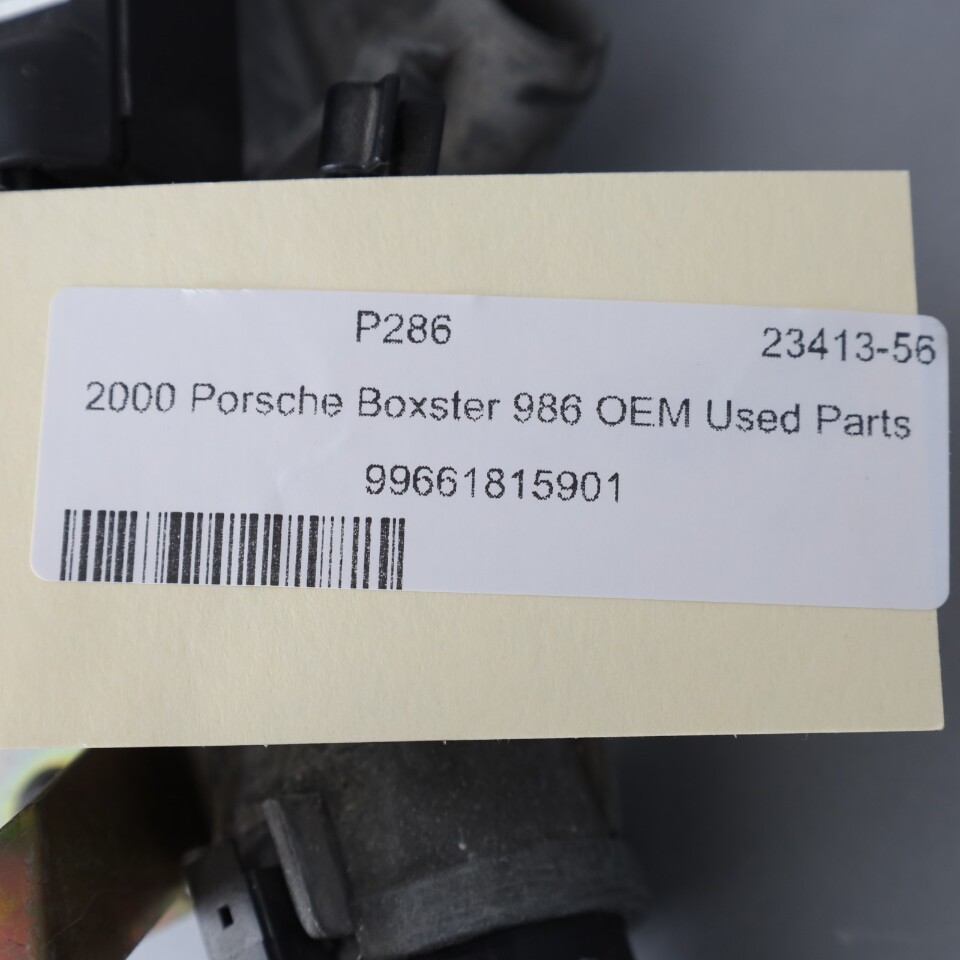 P286 23413-56
2000 Porsche Boxster 986 OEM Used Parts
99661815901